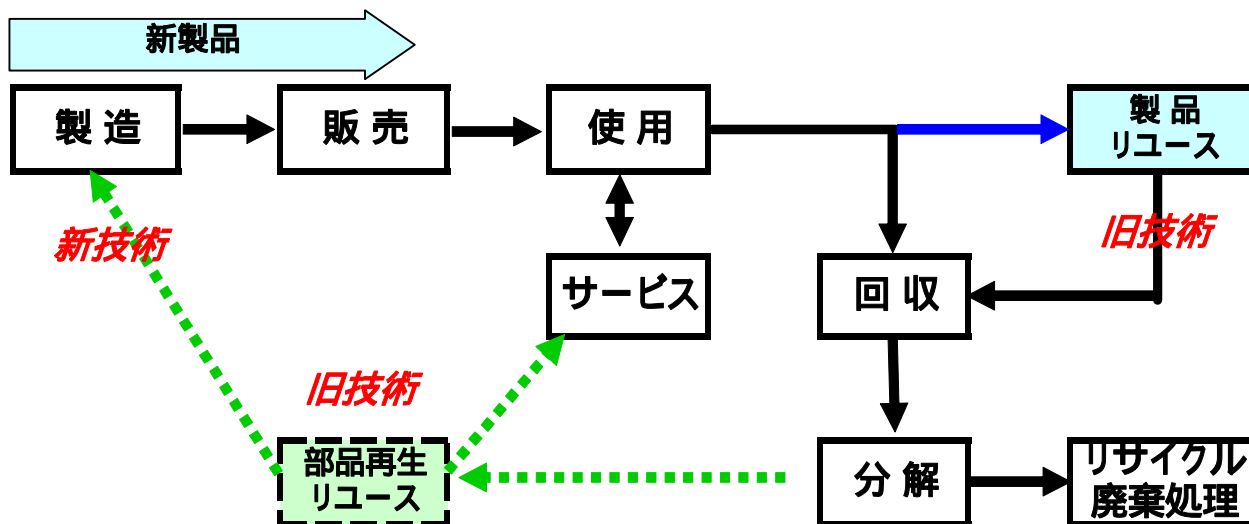 新製品
製造
販売
使用
製品
リユース
新技術
旧技術
サービス
回収
旧技術
部品再生
リユース
分解
リサイクル
廃棄処理